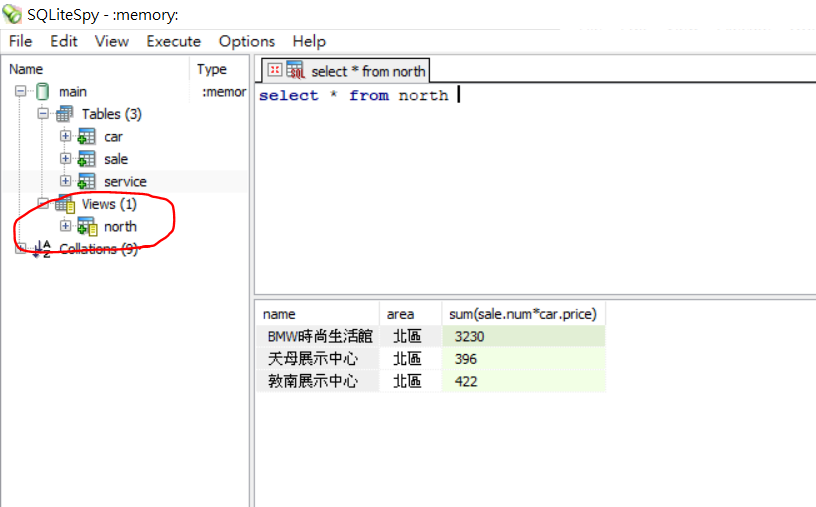 SQLiteSpy - :memory:
File Edit View Execute Options Help
Name Type
main :memor
Tables (3)
car
sale
service
Views (1)
north
Collations (9)
SQL select * from north
select * from north
name area sum(sale.num*car.price)
BMW時尚生活館 北區 3230
天母展示中心 北區 396
敦南展示中心 北區 422